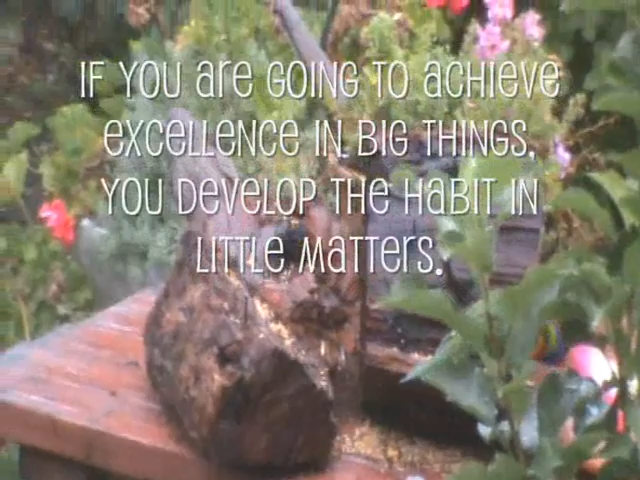 IF YOU are GOING TO aCHIeve
excellence IN BIG THINGS,
YOU Develop THE HaBIT IN
LITTLE Matters.